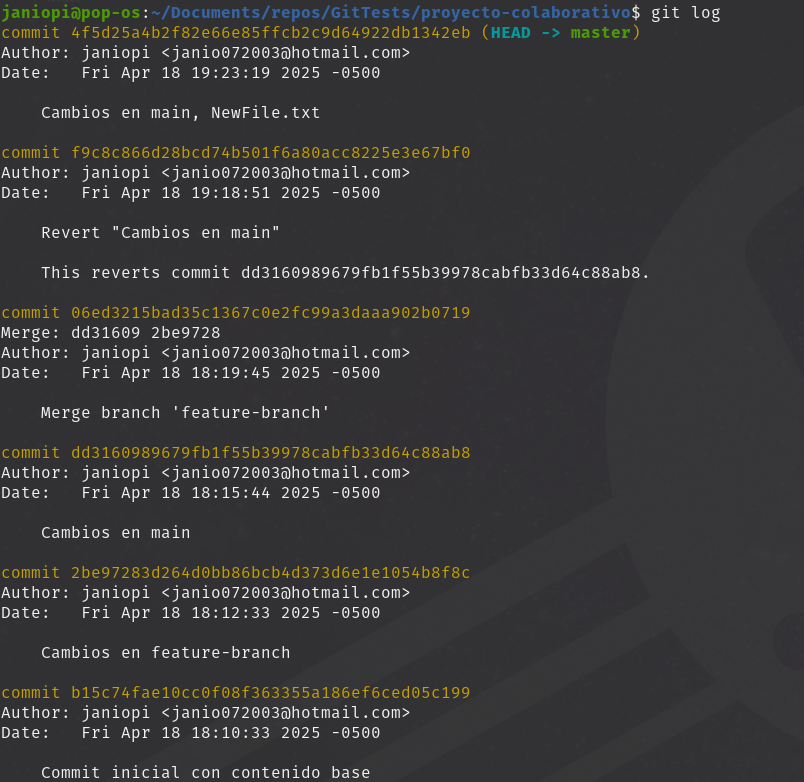 janiopi@pop-os:~/Documents/repos/GitTests/proyecto-colaborativo$ git log
commit 4f5d25a4b2f82e66e85ffcb2c9d64922db1342eb (HEAD -> master)
Author: janiopi <janio072003@hotmail.com>
Date:   Fri Apr 18 19:23:19 2025 -0500
    Cambios en main, NewFile.txt
commit f9c8c866d28bcd74b501f6a80acc8225e3e67bf0
Author: janiopi <janio072003@hotmail.com>
Date:   Fri Apr 18 19:18:51 2025 -0500
    Revert "Cambios en main"
    This reverts commit dd3160989679fb1f55b39978cabfb33d64c88ab8.
commit 06ed3215bad35c1367c0e2fc99a3daaa902b0719
Merge: dd31609 2be9728
Author: janiopi <janio072003@hotmail.com>
Date:   Fri Apr 18 18:19:45 2025 -0500
    Merge branch 'feature-branch'
commit dd3160989679fb1f55b39978cabfb33d64c88ab8
Author: janiopi <janio072003@hotmail.com>
Date:   Fri Apr 18 18:15:44 2025 -0500
    Cambios en main
commit 2be97283d264d0bb86bcb4d373d6e1e1054b8f8c
Author: janiopi <janio072003@hotmail.com>
Date:   Fri Apr 18 18:12:33 2025 -0500
    Cambios en feature-branch
commit b15c74fae10cc0f08f363355a186ef6ced05c199
Author: janiopi <janio072003@hotmail.com>
Date:   Fri Apr 18 18:10:33 2025 -0500
    Commit inicial con contenido base